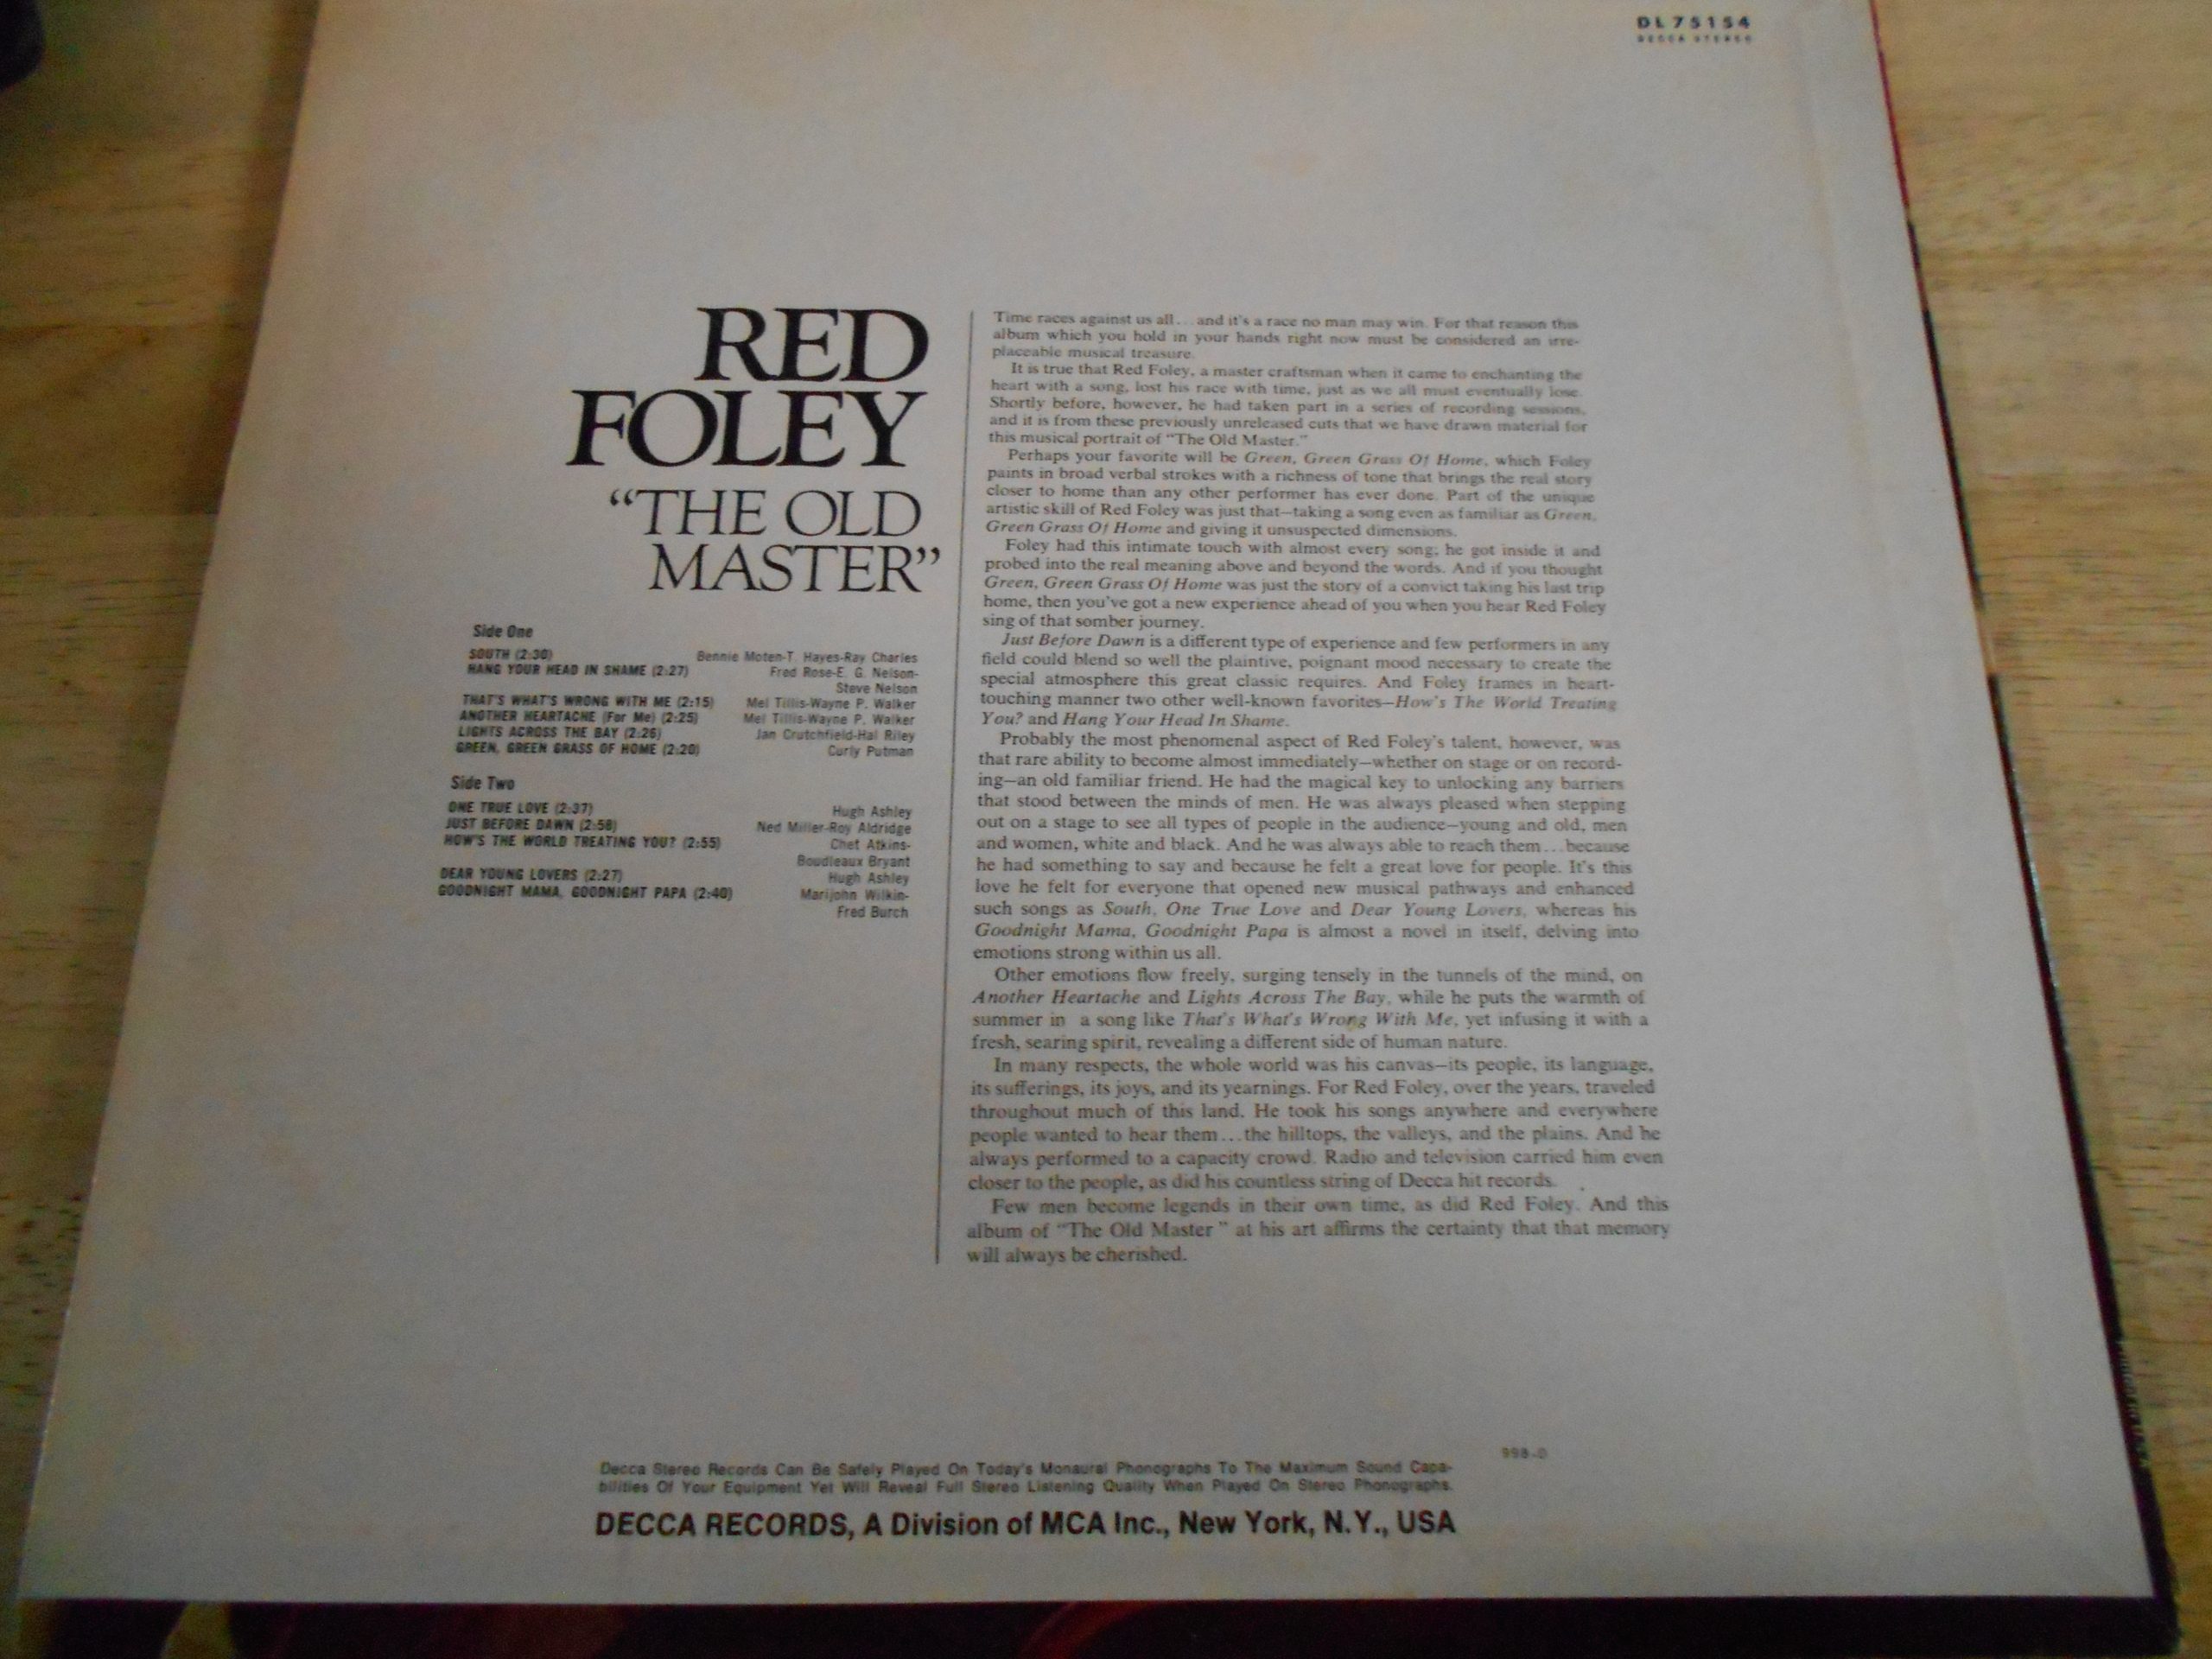 DL 75154
DECCA STEREO
RED
FOLEY
“THE OLD
MASTER”
Side One
SOUTH (2:30) Bennie Moten-T. Hayes-Ray Charles
HANG YOUR HEAD IN SHAME (2:27) Fred Rose-E. G. Nelson-
Steve Nelson
THAT'S WHAT'S WRONG WITH ME (2:15) Mel Tillis-Wayne P. Walker
ANOTHER HEARTACHE (For Me) (2:25) Mel Tillis-Wayne P. Walker
LIGHTS ACROSS THE BAY (2:26) Jan Crutchfield-Hal Riley
GREEN, GREEN GRASS OF HOME (2:20) Curly Putman
Side Two
ONE TRUE LOVE (2:37) Hugh Ashley
JUST BEFORE DAWN (2:58) Ned Miller-Roy Aldridge
HOW'S THE WORLD TREATING YOU? (2:55) Chet Atkins-
Boudleaux Bryant
DEAR YOUNG LOVERS (2:27) Hugh Ashley
GOODNIGHT MAMA, GOODNIGHT PAPA (2:40) Marijohn Wilkin-
Fred Burch
Time races against us all...and it's a race no man may win. For that reason this
album which you hold in your hands right now must be considered an irre-
placeable musical treasure.
It is true that Red Foley, a master craftsman when it came to enchanting the
heart with a song, lost his race with time, just as we all must eventually lose.
Shortly before, however, he had taken part in a series of recording sessions,
and it is from these previously unreleased cuts that we have drawn material for
this musical portrait of “The Old Master.”
Perhaps your favorite will be Green, Green Grass Of Home, which Foley
paints in broad verbal strokes with a richness of tone that brings the real story
closer to home than any other performer has ever done. Part of the unique
artistic skill of Red Foley was just that—taking a song even as familiar as Green,
Green Grass Of Home and giving it unsuspected dimensions.
Foley had this intimate touch with almost every song; he got inside it and
probed into the real meaning above and beyond the words. And if you thought
Green, Green Grass Of Home was just the story of a convict taking his last trip
home, then you've got a new experience ahead of you when you hear Red Foley
sing of that somber journey.
Just Before Dawn is a different type of experience and few performers in any
field could blend so well the plaintive, poignant mood necessary to create the
special atmosphere this great classic requires. And Foley frames in heart-
touching manner two other well-known favorites—How's The World Treating
You? and Hang Your Head In Shame.
Probably the most phenomenal aspect of Red Foley's talent, however, was
that rare ability to become almost immediately—whether on stage or on record-
ing—an old familiar friend. He had the magical key to unlocking any barriers
that stood between the minds of men. He was always pleased when stepping
out on a stage to see all types of people in the audience—young and old, men
and women, white and black. And he was always able to reach them...because
he had something to say and because he felt a great love for people. It's this
love he felt for everyone that opened new musical pathways and enhanced
such songs as South, One True Love and Dear Young Lovers, whereas his
Goodnight Mama, Goodnight Papa is almost a novel in itself, delving into
emotions strong within us all.
Other emotions flow freely, surging tensely in the tunnels of the mind, on
Another Heartache and Lights Across The Bay, while he puts the warmth of
summer in a song like That's What's Wrong With Me, yet infusing it with a
fresh, searing spirit, revealing a different side of human nature.
In many respects, the whole world was his canvas—its people, its language,
its sufferings, its joys, and its yearnings. For Red Foley, over the years, traveled
throughout much of this land. He took his songs anywhere and everywhere
people wanted to hear them...the hilltops, the valleys, and the plains. And he
always performed to a capacity crowd. Radio and television carried him even
closer to the people, as did his countless string of Decca hit records.
Few men become legends in their own time, as did Red Foley. And this
album of “The Old Master” at his art affirms the certainty that that memory
will always be cherished.
998-0
Decca Stereo Records Can Be Safely Played On Today's Monaural Phonographs To The Maximum Sound Capa-
bilities Of Your Equipment Yet Will Reveal Full Stereo Listening Quality When Played On Stereo Phonographs.
DECCA RECORDS, A Division of MCA Inc., New York, N.Y., USA